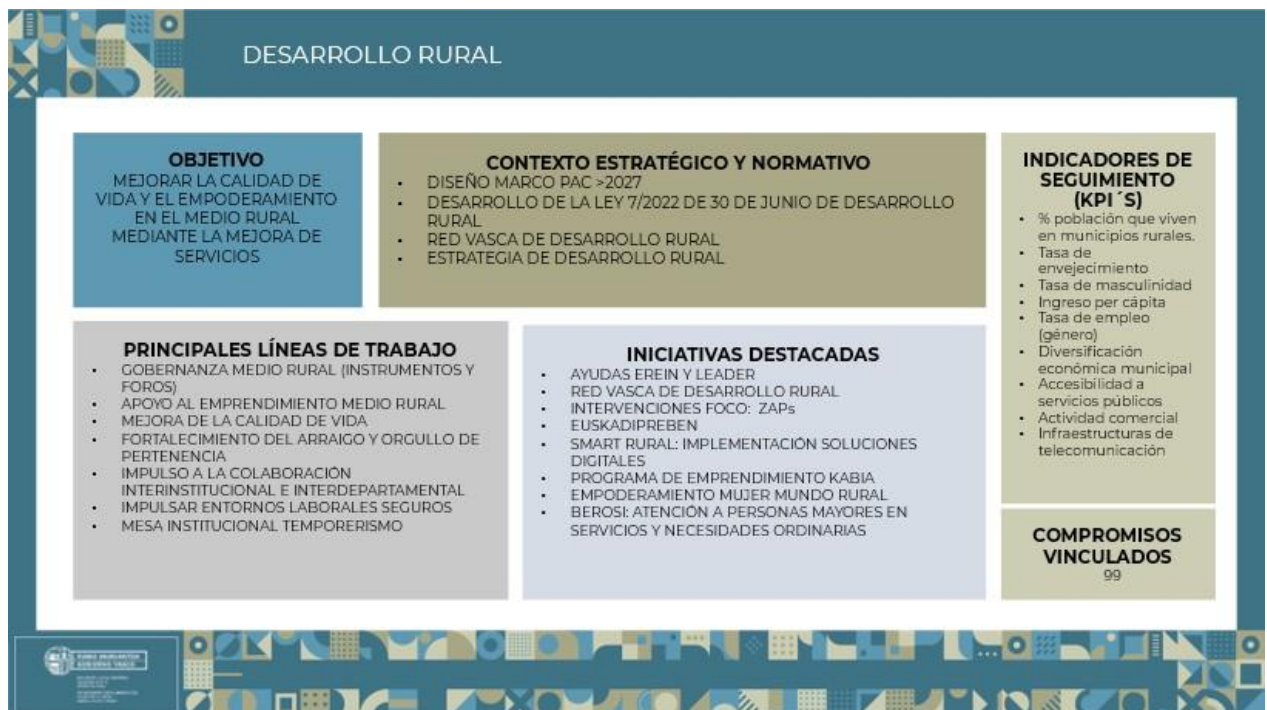 DESARROLLO RURAL
OBJETIVO
MEJORAR LA CALIDAD DE
VIDA Y EL EMPODERAMIENTO
EN EL MEDIO RURAL
MEDIANTE LA MEJORA DE
SERVICIOS
CONTEXTO ESTRATÉGICO Y NORMATIVO
• DISEÑO MARCO PAC >2027
• DESARROLLO DE LA LEY 7/2022 DE 30 DE JUNIO DE DESARROLLO
RURAL
• RED VASCA DE DESARROLLO RURAL
• ESTRATEGIA DE DESARROLLO RURAL
INDICADORES DE
SEGUIMIENTO
(KPI´S)
• % población que viven
en municipios rurales.
• Tasa de
envejecimiento
• Tasa de masculinidad
• Ingreso per cápita
• Tasa de empleo
(género)
• Diversificación
económica municipal
• Accesibilidad a
servicios públicos
• Actividad comercial
• Infraestructuras de
telecomunicación
PRINCIPALES LÍNEAS DE TRABAJO
• GOBERNANZA MEDIO RURAL (INSTRUMENTOS Y
FOROS)
• APOYO AL EMPRENDIMIENTO MEDIO RURAL
• MEJORA DE LA CALIDAD DE VIDA
• FORTALECIMIENTO DEL ARRAIGO Y ORGULLO DE
PERTENENCIA
• IMPULSO A LA COLABORACIÓN
INTERINSTITUCIONAL E INTERDEPARTAMENTAL
• IMPULSAR ENTORNOS LABORALES SEGUROS
• MESA INSTITUCIONAL TEMPORERISMO
INICIATIVAS DESTACADAS
• AYUDAS EREIN Y LEADER
• RED VASCA DE DESARROLLO RURAL
• INTERVENCIONES FOCO: ZAPs
• EUSKADIPREBEN
• SMART RURAL: IMPLEMENTACIÓN SOLUCIONES
DIGITALES
• PROGRAMA DE EMPRENDIMIENTO KABIA
• EMPODERAMIENTO MUJER MUNDO RURAL
• BEROSI: ATENCIÓN A PERSONAS MAYORES EN
SERVICIOS Y NECESIDADES ORDINARIAS
COMPROMISOS
VINCULADOS
99
EUSKO JAURLARITZA
GOBIERNO VASCO